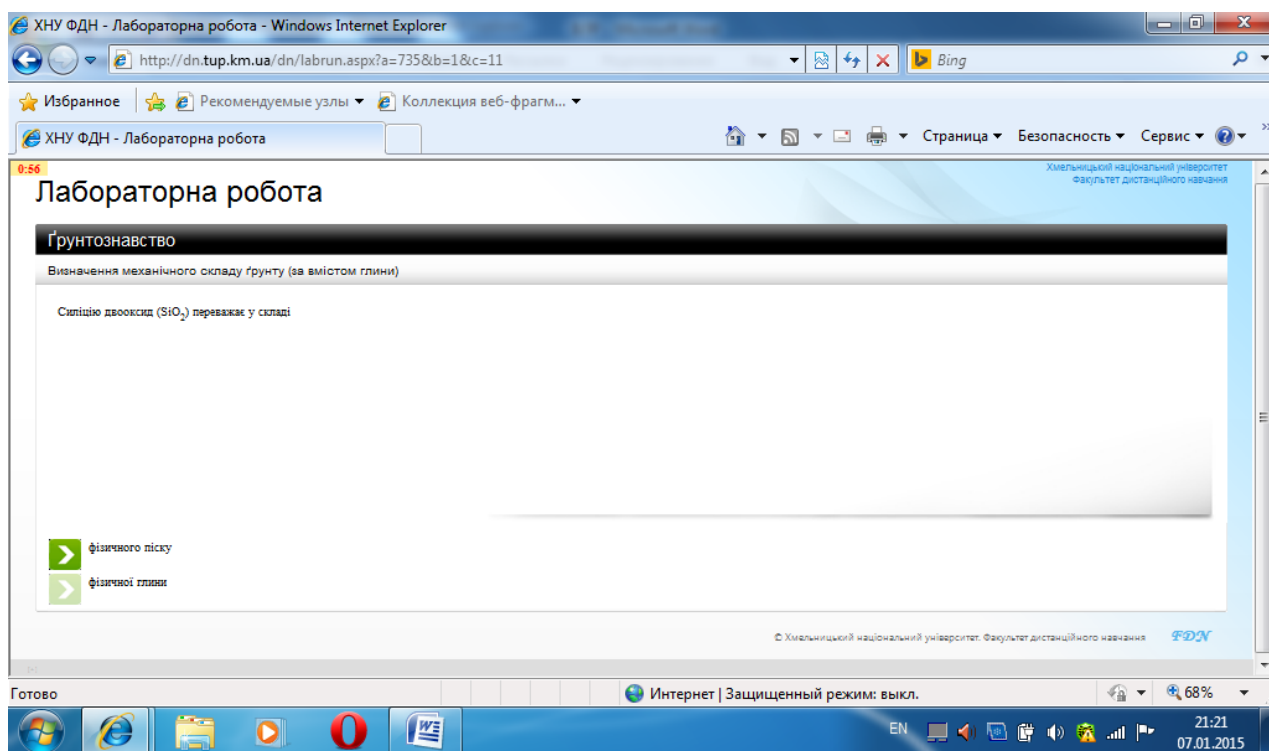 ХНУ ФДН - Лабораторна робота - Windows Internet Explorer
http://dn.tup.km.ua/dn/labrun.aspx?a=735&b=1&c=11
Bing
Избранное Рекомендуемые узлы Коллекция веб-фрагм...
ХНУ ФДН - Лабораторна робота
Страница Безопасность Сервис
0:56
Хмельницький національний університет
Факультет дистанційного навчання
Лабораторна робота
Ґрунтознавство
Визначення механічного складу ґрунту (за вмістом глини)
Силіцію двооксид (SiO2) переважає у складі
фізичного піску
фізичної глини
© Хмельницький національний університет. Факультет дистанційного навчання FDN
Готово
Интернет | Защищенный режим: выкл.
68%
EN
21:21
07.01.2015